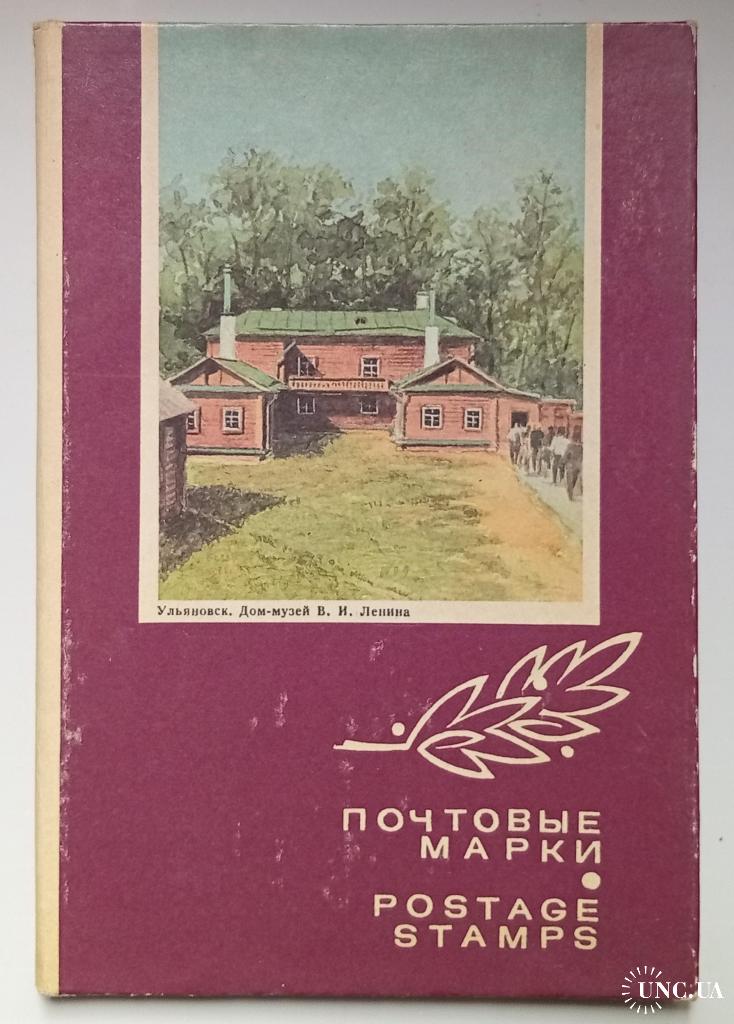 Ульяновск. Дом-музей В. И. Ленина
ПОЧТОВЫЕ
МАРКИ
POSTAGE
STAMPS
UNC.UA